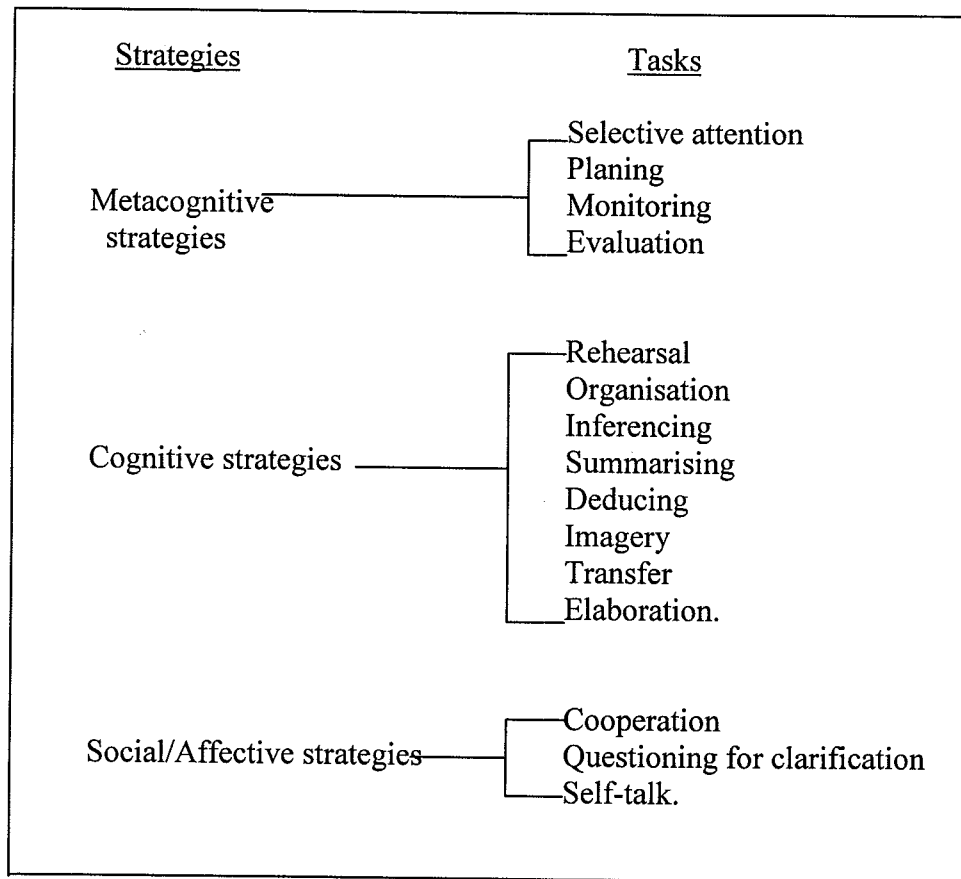 Strategies
Tasks
Selective attention
Planing
Metacognitive
strategies
Monitoring
Evaluation
Rehearsal
Organisation
Inferencing
Cognitive strategies
Summarising
Deducing
Imagery
Transfer
Elaboration.
Cooperation
Social/Affective strategies
Questioning for clarification
Self-talk.